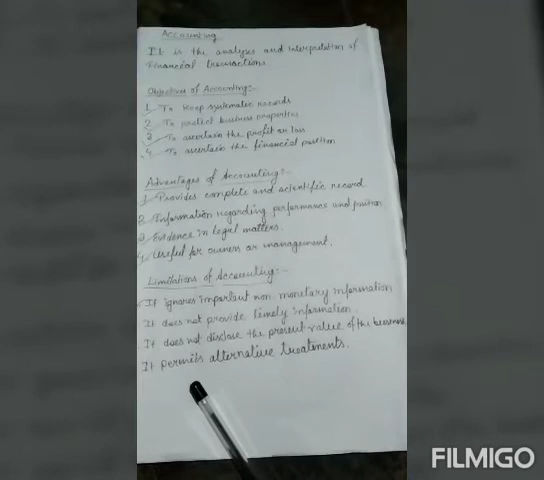 Accounting
It is the analysis and interpretation of
Financial transactions
Objectives of Accounting:-
1. To keep systematic records
2. To protect business properties
3. To ascertain the profit or loss
4. To ascertain the financial position
Advantages of Accounting:-
1. Provides complete and scientific record
2. Information regarding performance and position
3. Evidence in legal matters.
4. Useful for owners or management.
Limitations of Accounting:-
It ignores important non monetary information
It does not provide timely information.
It does not disclose the present value of the business
It permits alternative treatments.
FILMIGO